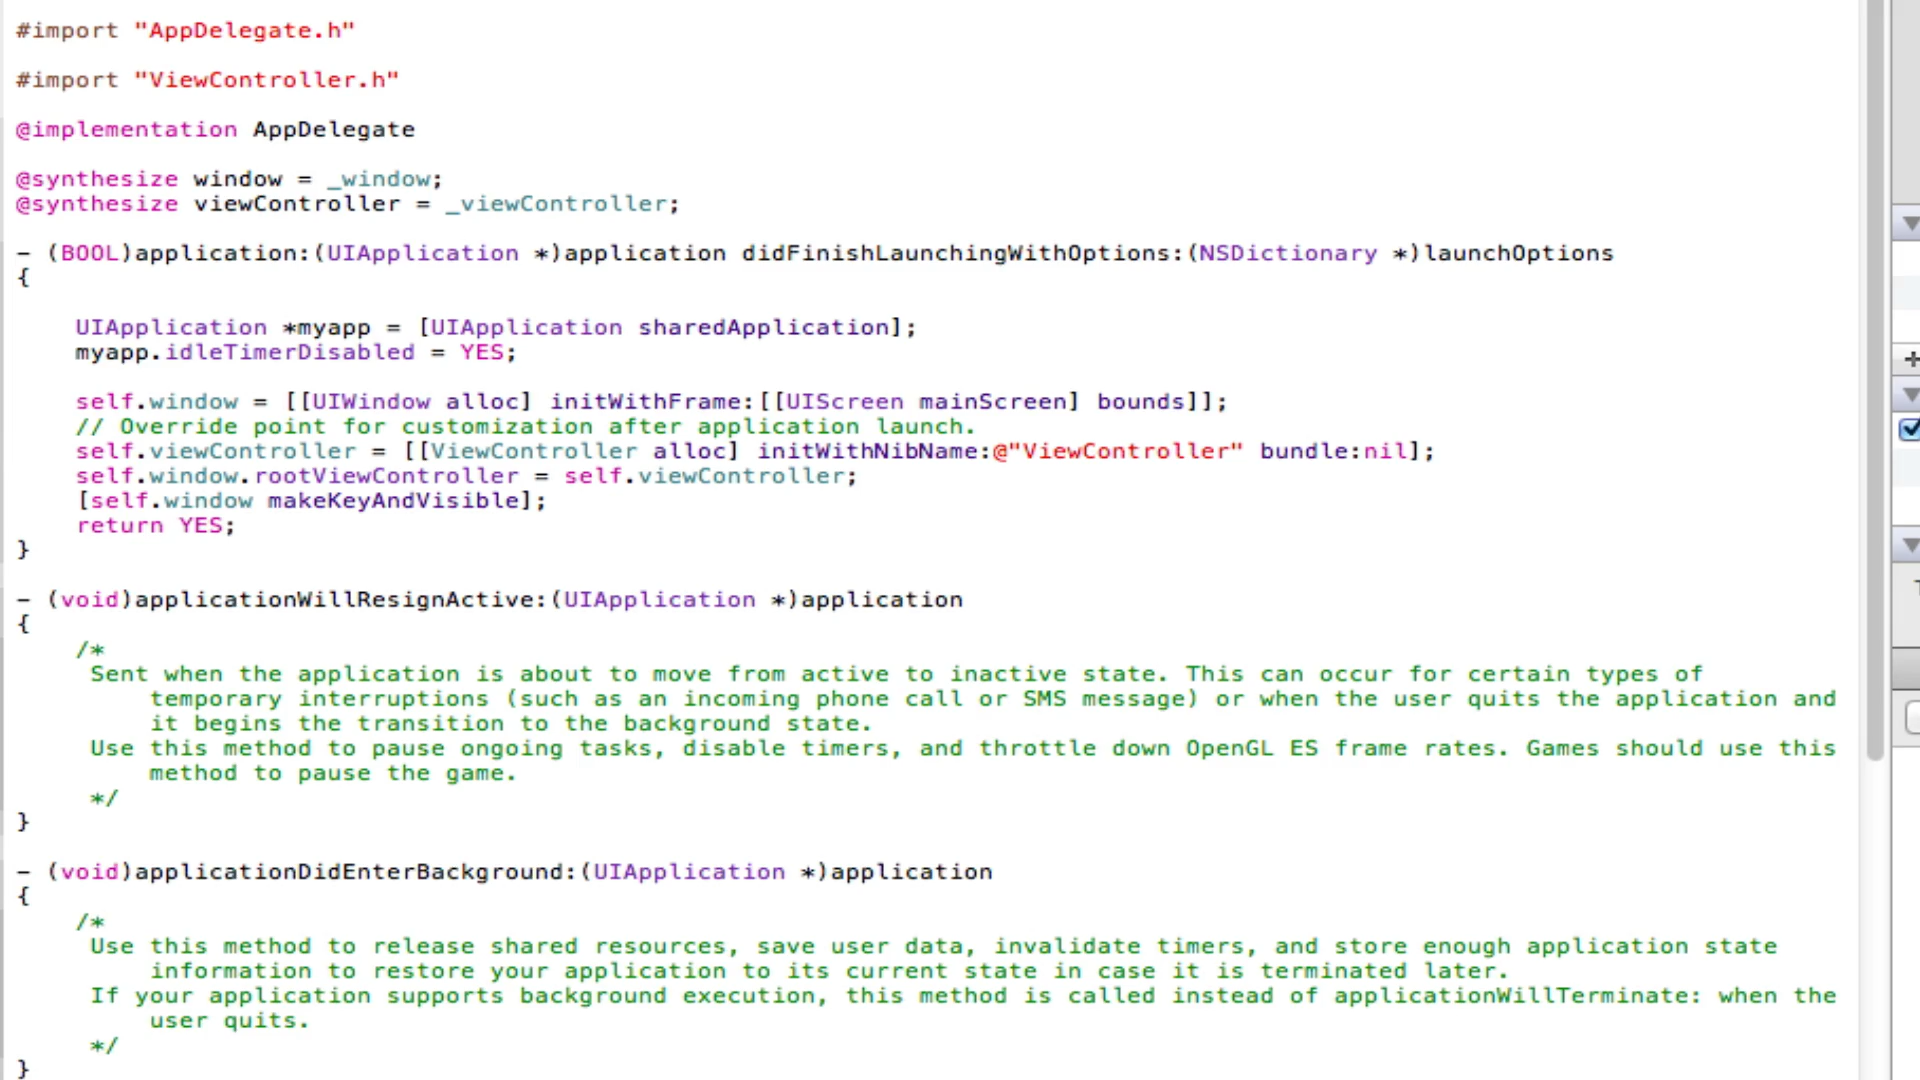 #import "AppDelegate.h"
#import "ViewController.h"
@implementation AppDelegate
@synthesize window = _window;
@synthesize viewController = _viewController;
- (BOOL)application:(UIApplication *)application didFinishLaunchingWithOptions:(NSDictionary *)launchOptions
{
UIApplication *myapp = [UIApplication sharedApplication];
myapp.idleTimerDisabled = YES;
self.window = [[UIWindow alloc] initWithFrame:[[UIScreen mainScreen] bounds]];
// Override point for customization after application launch.
self.viewController = [[ViewController alloc] initWithNibName:@"ViewController" bundle:nil];
self.window.rootViewController = self.viewController;
[self.window makeKeyAndVisible];
return YES;
}
- (void)applicationWillResignActive:(UIApplication *)application
{
/*
Sent when the application is about to move from active to inactive state. This can occur for certain types of
temporary interruptions (such as an incoming phone call or SMS message) or when the user quits the application and
it begins the transition to the background state.
Use this method to pause ongoing tasks, disable timers, and throttle down OpenGL ES frame rates. Games should use this
method to pause the game.
*/
}
- (void)applicationDidEnterBackground:(UIApplication *)application
{
/*
Use this method to release shared resources, save user data, invalidate timers, and store enough application state
information to restore your application to its current state in case it is terminated later.
If your application supports background execution, this method is called instead of applicationWillTerminate: when the
user quits.
*/
}